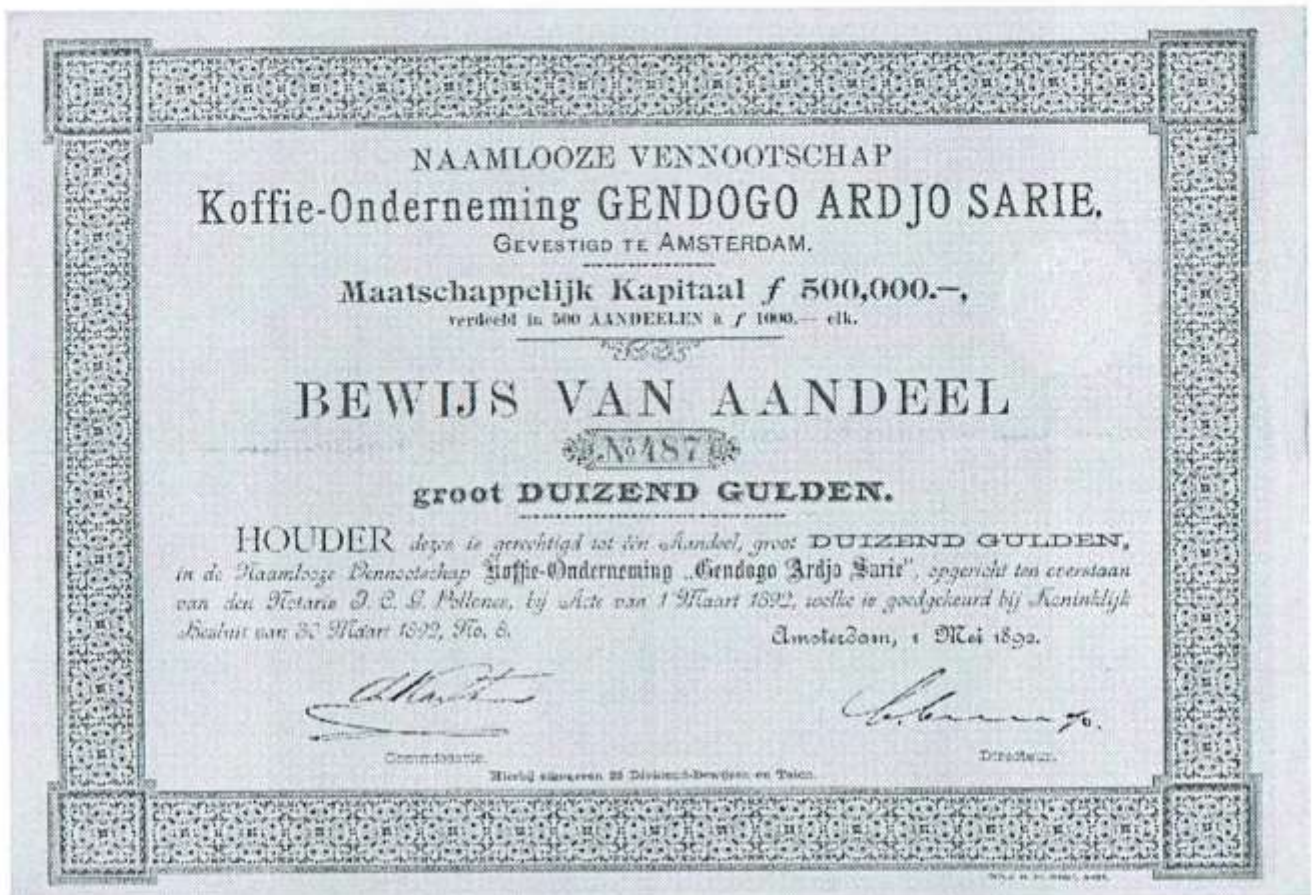 NAAMLOOZE VENNOOTSCHAP
Koffie-Onderneming GENDOGO ARDJO SARIE.
GEVESTIGD TE AMSTERDAM.
Maatschappelijk Kapitaal ƒ 500,000.—,
verdeeld in 500 AANDEELEN à ƒ 1000.— elk.
BEWIJS VAN AANDEEL
No 487
groot DUIZEND GULDEN.
HOUDER dezes is gerechtigd tot één Aandeel, groot DUIZEND GULDEN,
in de Naamlooze Vennootschap Koffie-Onderneming „Gendogo Ardjo Sarie", opgericht ten overstaan
van den Notaris J. C. G. Pollones, bij Acte van 1 Maart 1892, welke is goedgekeurd bij Koninklijk
Besluit van 30 Maart 1892, No. 8.
Amsterdam, 1 Mei 1892.
Commissaris.
Directeur.
Hierbij Dividend-Bewijzen en Talon.